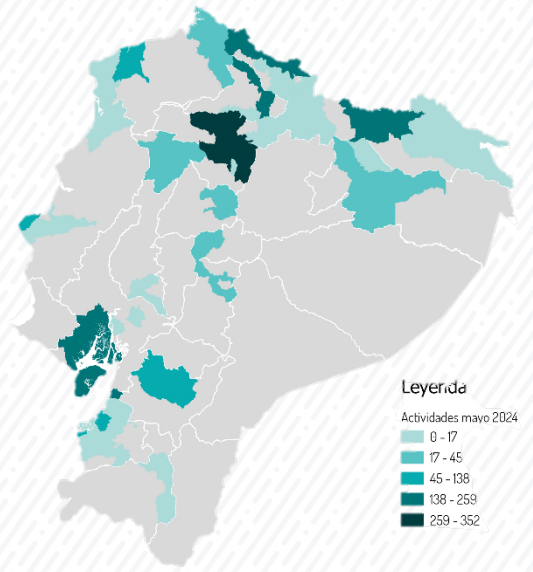 Leyenda
Actividades mayo 2024
0 - 17
17 - 45
45 - 138
138 - 259
259 - 352